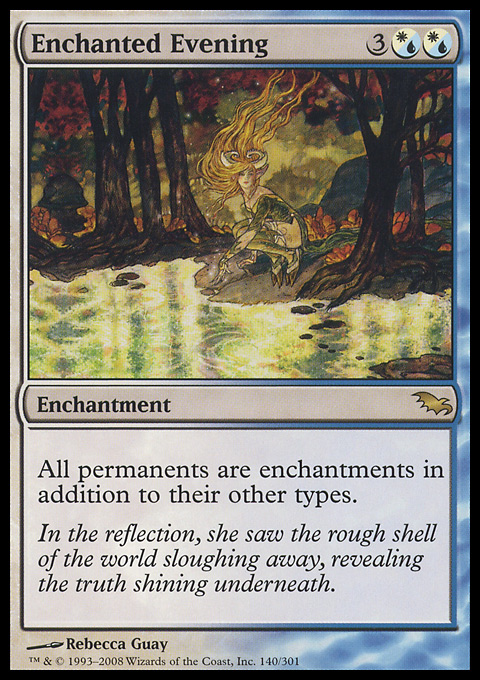 Enchanted Evening 3
Enchantment
All permanents are enchantments in
addition to their other types.
In the reflection, she saw the rough shell
of the world sloughing away, revealing
the truth shining underneath.
Rebecca Guay
™ & © 1993–2008 Wizards of the Coast, Inc. 140/301